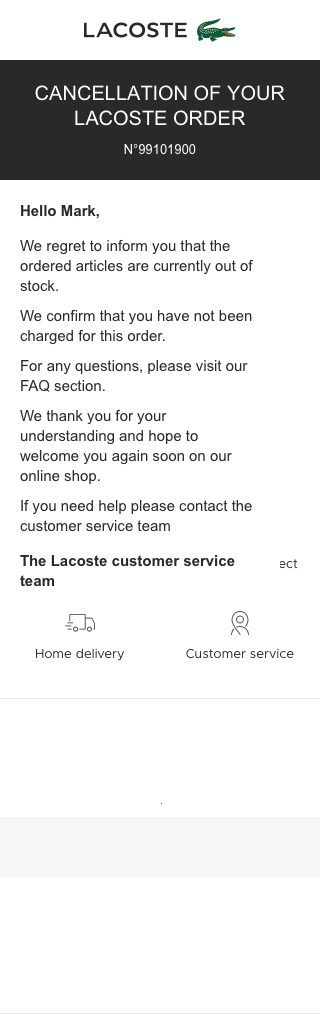 LACOSTE
CANCELLATION OF YOUR
LACOSTE ORDER
N°99101900
Hello Mark,
We regret to inform you that the
ordered articles are currently out of
stock.
We confirm that you have not been
charged for this order.
For any questions, please visit our
FAQ section.
We thank you for your
understanding and hope to
welcome you again soon on our
online shop.
If you need help please contact the
customer service team
The Lacoste customer service
team
ect
Home delivery
Customer service
.